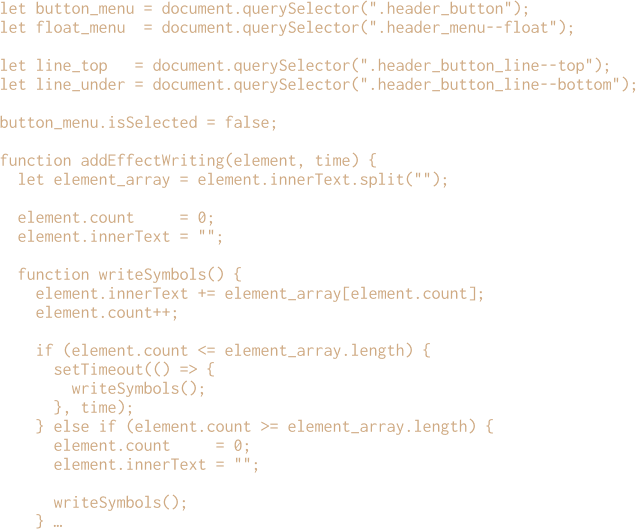 let button_menu = document.querySelector(".header_button");
let float_menu  = document.querySelector(".header_menu--float");

let line_top   = document.querySelector(".header_button_line--top");
let line_under = document.querySelector(".header_button_line--bottom");

button_menu.isSelected = false;

function addEffectWriting(element, time) {
  let element_array = element.innerText.split("");

  element.count     = 0;
  element.innerText = "";

  function writeSymbols() {
    element.innerText += element_array[element.count];
    element.count++;

    if (element.count <= element_array.length) {
      setTimeout(() => {
        writeSymbols();
      }, time);
    } else if (element.count >= element_array.length) {
      element.count     = 0;
      element.innerText = "";

      writeSymbols();
    } …